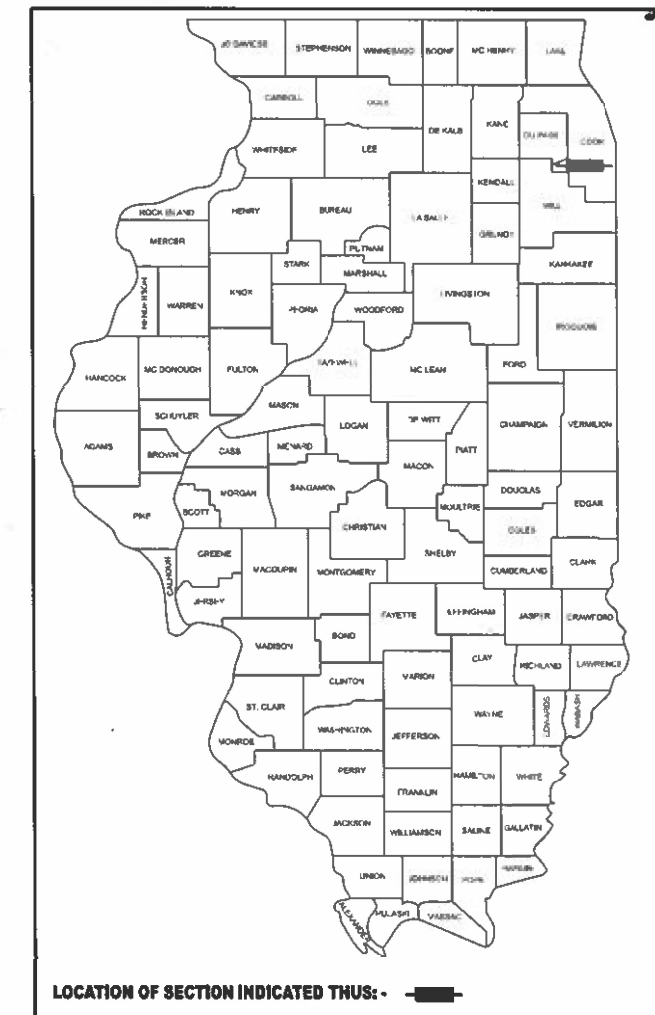 JO DAVIESS STEPHENSON WINNEBAGO BOONE MC HENRY LAKE
CARROLL OGLE DE KALB KANE DU PAGE COOK
WHITESIDE LEE
KENDALL
ROCK ISLAND HENRY BUREAU LA SALLE GRUNDY WILL
MERCER PUTNAM
STARK MARSHALL KANKAKEE
HENDERSON WARREN KNOX PEORIA WOODFORD LIVINGSTON IROQUOIS
HANCOCK MC DONOUGH FULTON TAZEWELL MC LEAN FORD
MASON
SCHUYLER LOGAN DE WITT CHAMPAIGN VERMILION
ADAMS BROWN CASS MENARD PIATT
MACON
PIKE SCOTT MORGAN SANGAMON MOULTRIE DOUGLAS EDGAR
CHRISTIAN COLES
CALHOUN GREENE MACOUPIN MONTGOMERY SHELBY CUMBERLAND CLARK
JERSEY FAYETTE EFFINGHAM JASPER CRAWFORD
MADISON BOND
CLAY RICHLAND LAWRENCE
CLINTON MARION
ST. CLAIR WAYNE EDWARDS WABASH
WASHINGTON JEFFERSON
MONROE
RANDOLPH PERRY HAMILTON WHITE
FRANKLIN
JACKSON WILLIAMSON SALINE GALLATIN
UNION JOHNSON POPE HARDIN
ALEXANDER PULASKI MASSAC
LOCATION OF SECTION INDICATED THUS: -